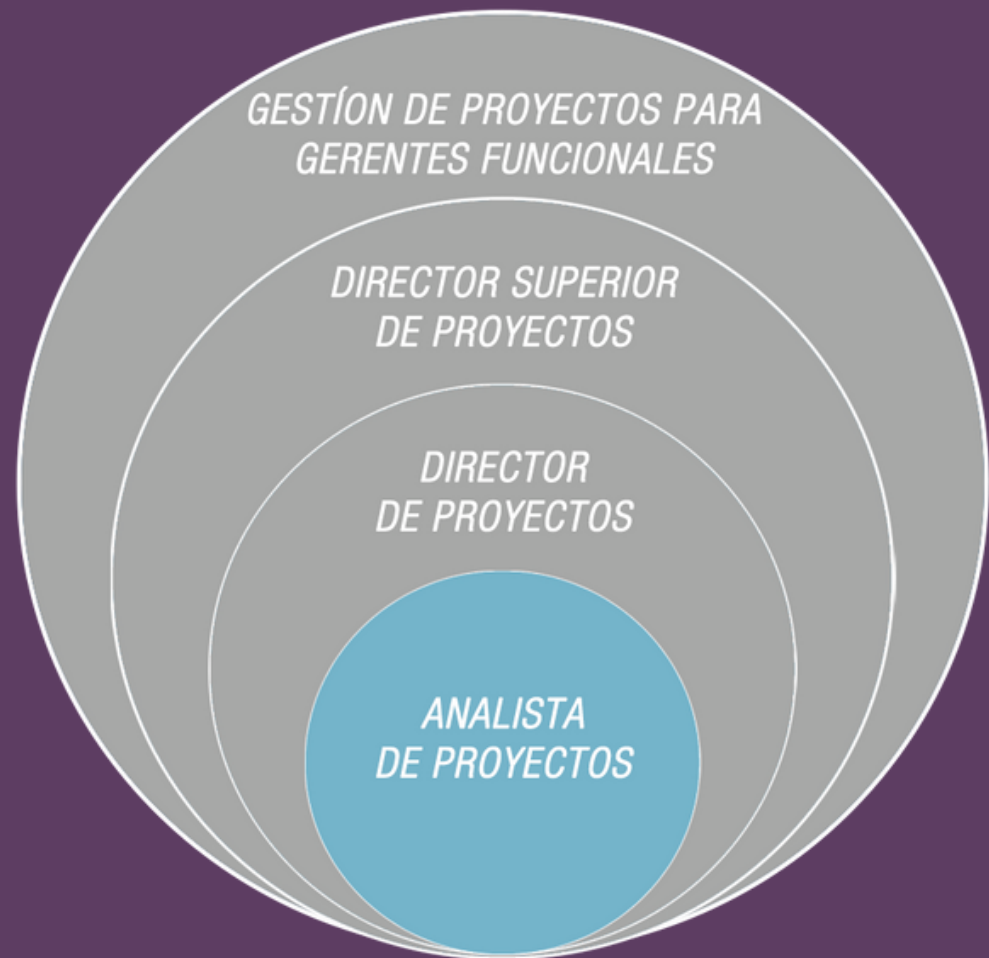 GESTÍON DE PROYECTOS PARA
GERENTES FUNCIONALES
DIRECTOR SUPERIOR
DE PROYECTOS
DIRECTOR
DE PROYECTOS
ANALISTA
DE PROYECTOS